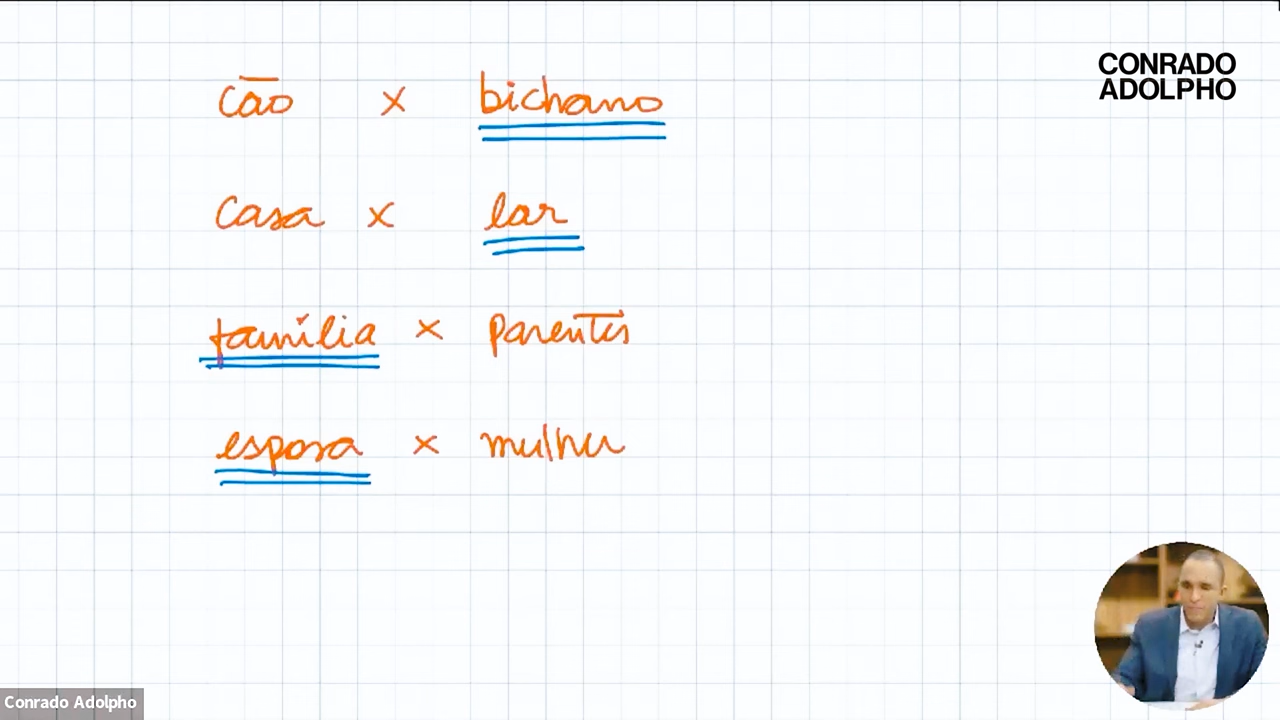 cão x bichano
CONRADO
ADOLPHO
casa x lar
família x parentes
esposa x mulher
Conrado Adolpho